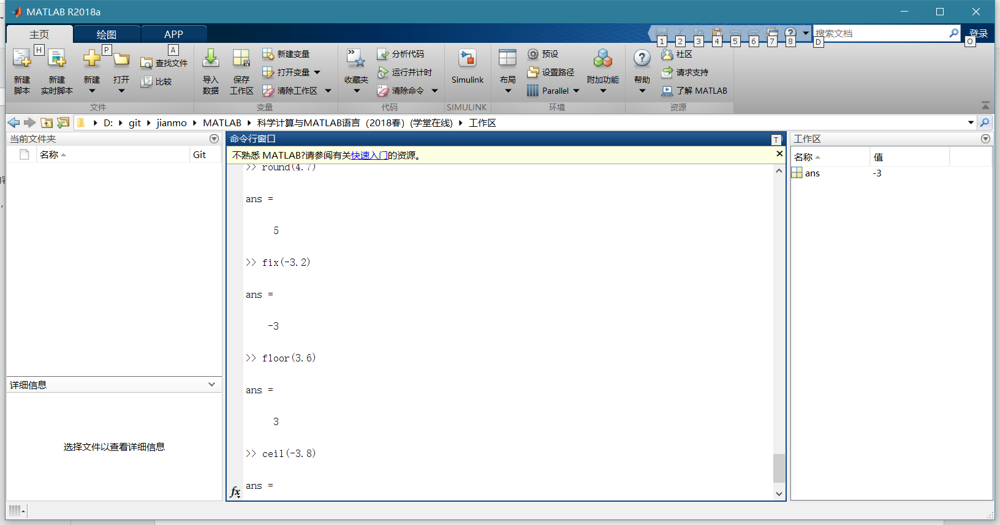 MATLAB R2018a
主页 绘图 APP
搜索文档 登录
H P A 1 2 3 4 5 6 7 8 D O
新建脚本
新建实时脚本
新建
打开
查找文件
比较
文件
导入数据
保存工作区
新建变量
打开变量
清除工作区
变量
收藏夹
分析代码
运行并计时
清除命令
代码
Simulink
SIMULINK
布局
预设
设置路径
Parallel
附加功能
环境
帮助
社区
请求支持
了解 MATLAB
资源
D: git jianmo MATLAB 科学计算与MATLAB语言（2018春）(学堂在线) 工作区
当前文件夹
名称 Git
详细信息
选择文件以查看详细信息
命令行窗口 T
不熟悉 MATLAB?请参阅有关快速入门的资源。
>> round(4.7)
ans =
5
>> fix(-3.2)
ans =
-3
>> floor(3.6)
ans =
3
>> ceil(-3.8)
ans =
fx
工作区
名称 值
ans -3